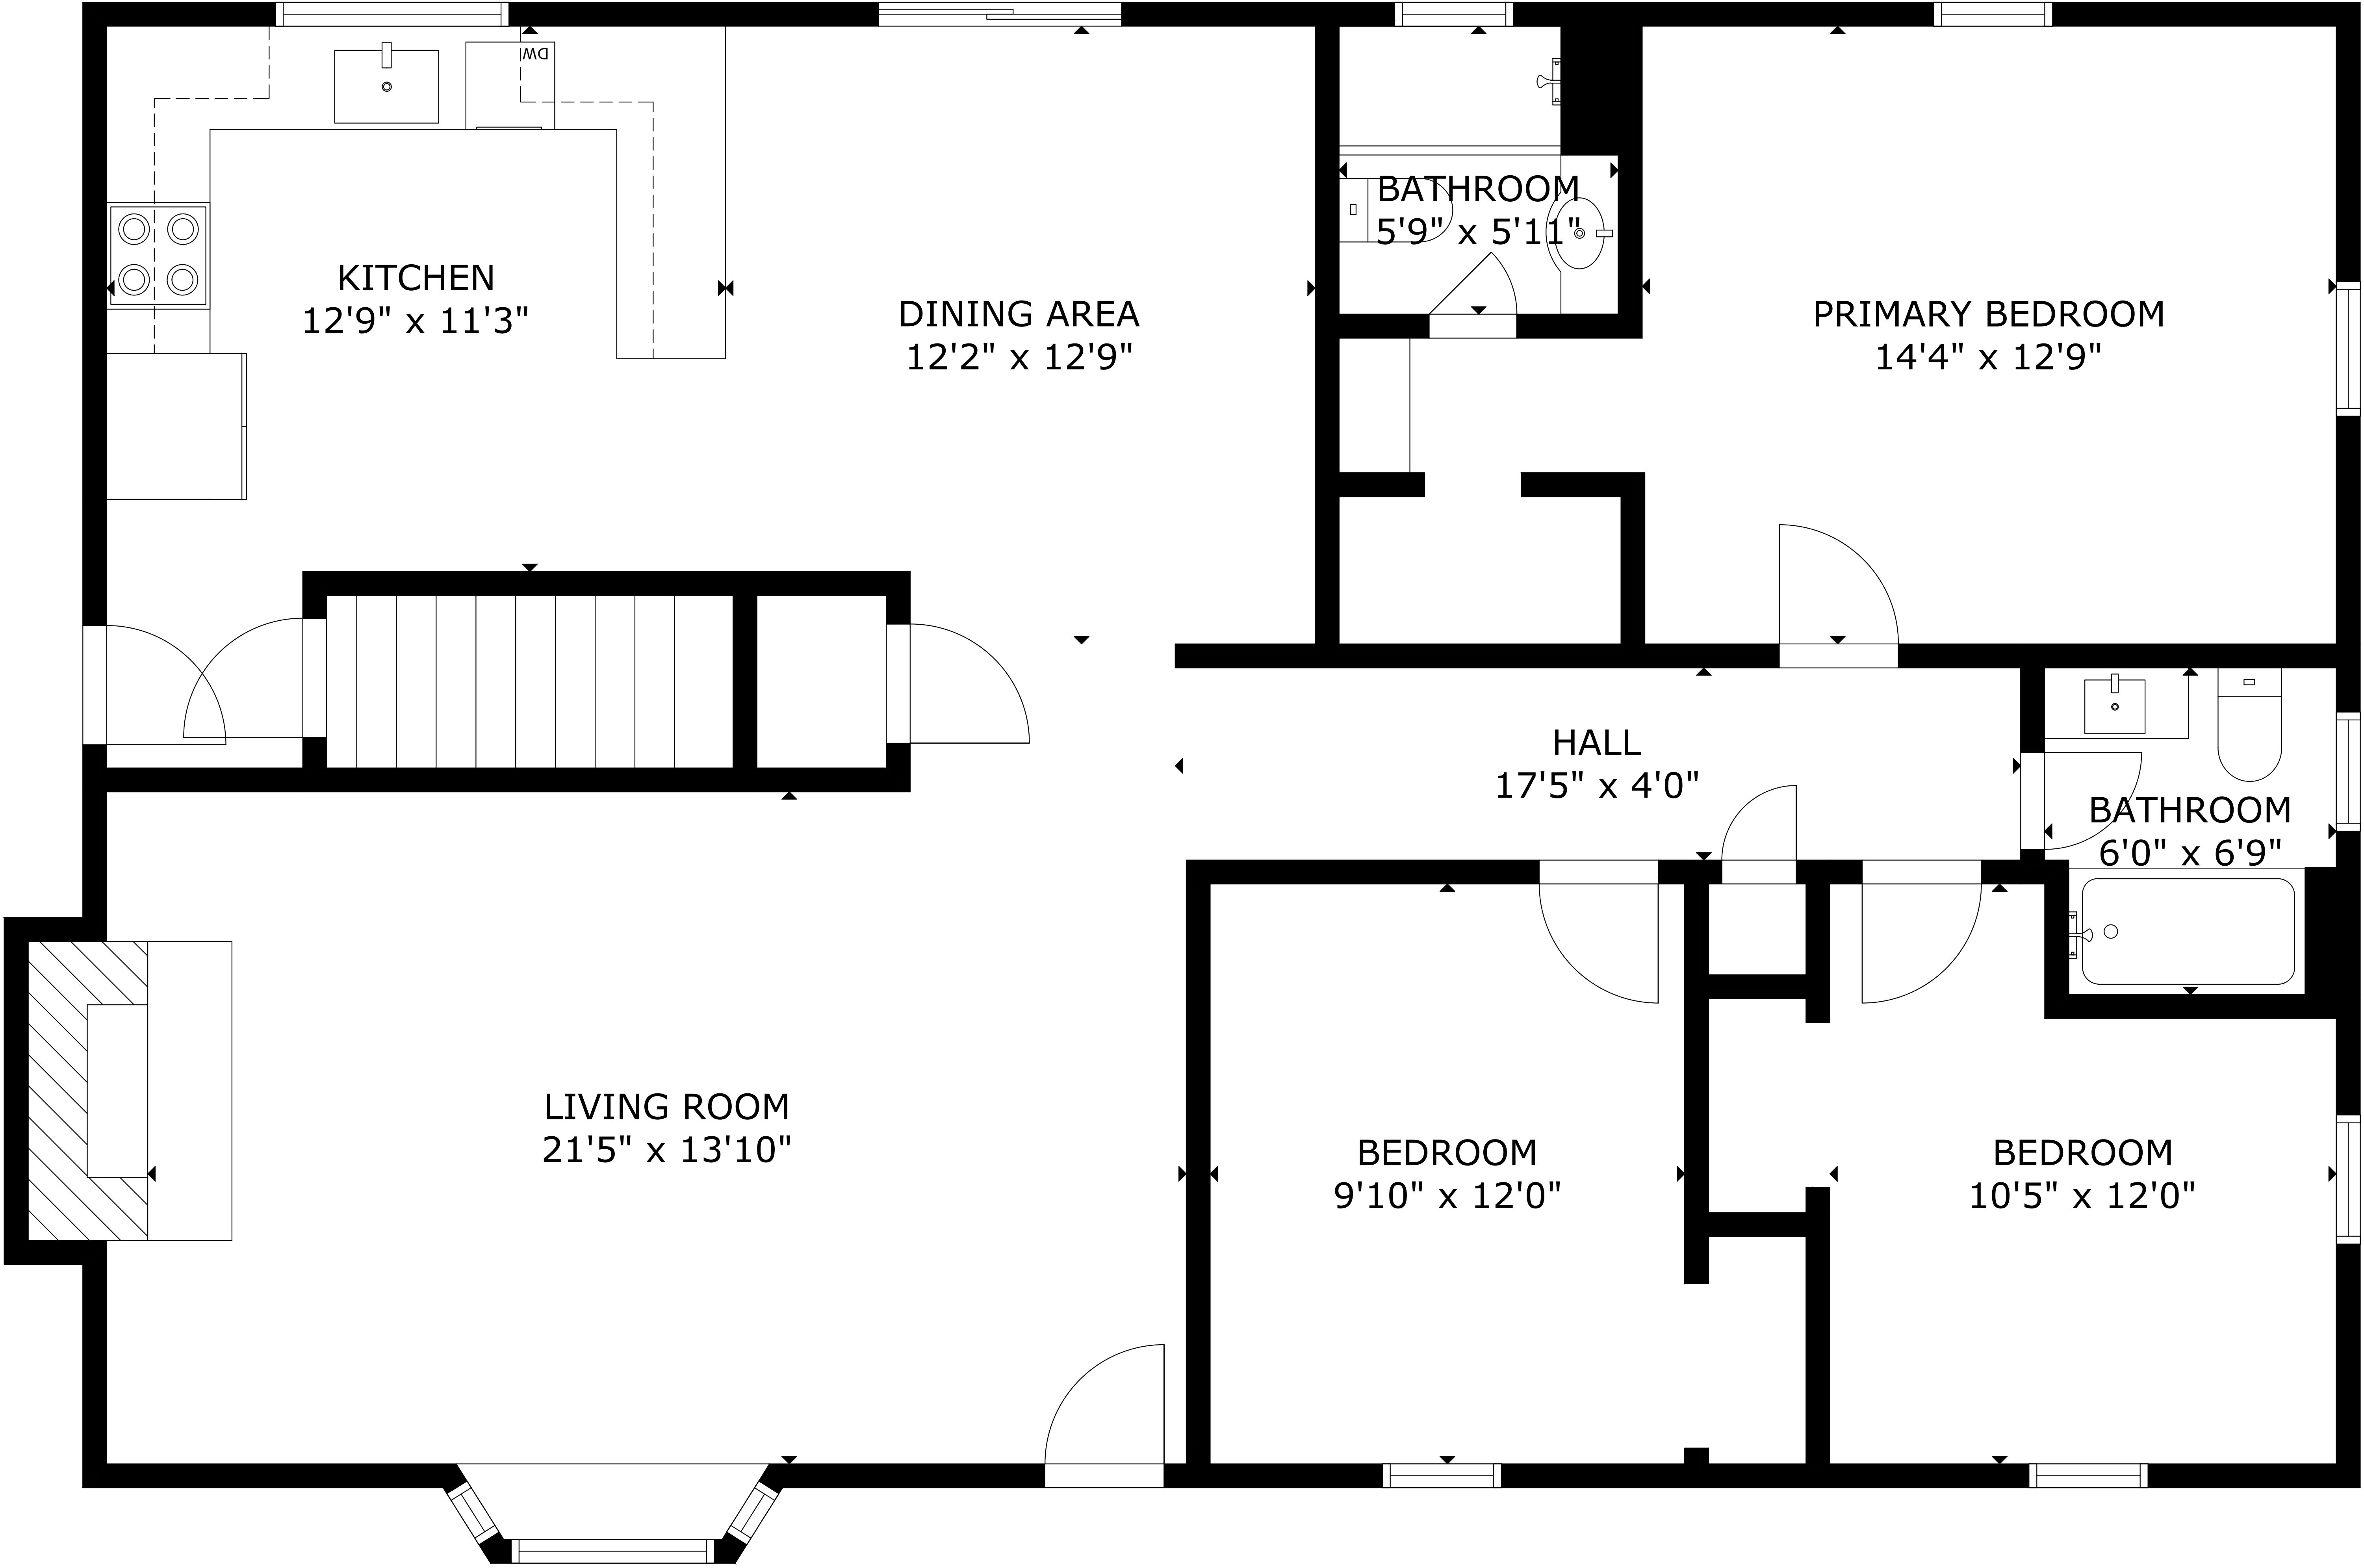 DW
BATHROOM
5'9" x 5'11"
KITCHEN
12'9" x 11'3"
DINING AREA
12'2" x 12'9"
PRIMARY BEDROOM
14'4" x 12'9"
HALL
17'5" x 4'0"
BATHROOM
6'0" x 6'9"
LIVING ROOM
21'5" x 13'10"
BEDROOM
9'10" x 12'0"
BEDROOM
10'5" x 12'0"